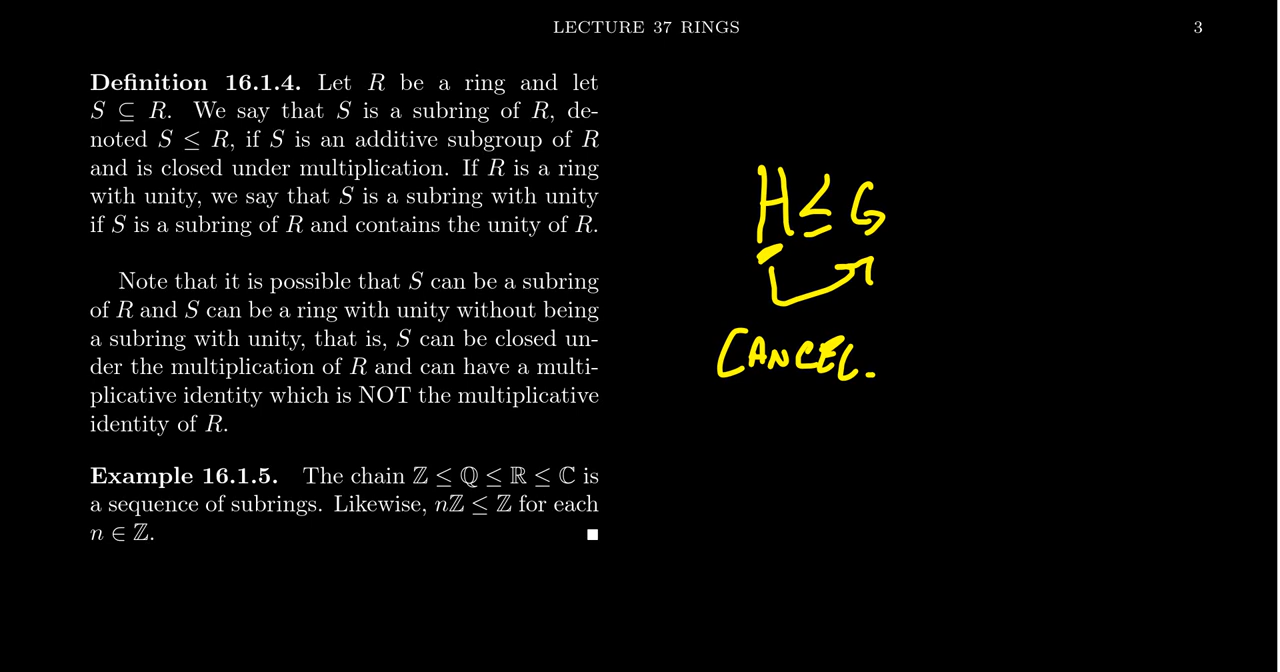 LECTURE 37 RINGS 3
Definition 16.1.4. Let R be a ring and let
S ⊆ R. We say that S is a subring of R, de-
noted S ≤ R, if S is an additive subgroup of R
and is closed under multiplication. If R is a ring
with unity, we say that S is a subring with unity
if S is a subring of R and contains the unity of R.
Note that it is possible that S can be a subring
of R and S can be a ring with unity without being
a subring with unity, that is, S can be closed un-
der the multiplication of R and can have a multi-
plicative identity which is NOT the multiplicative
identity of R.
Example 16.1.5. The chain ℤ ≤ ℚ ≤ ℝ ≤ ℂ is
a sequence of subrings. Likewise, nℤ ≤ ℤ for each
n ∈ ℤ. ■
H ≤ G
CANCEL.